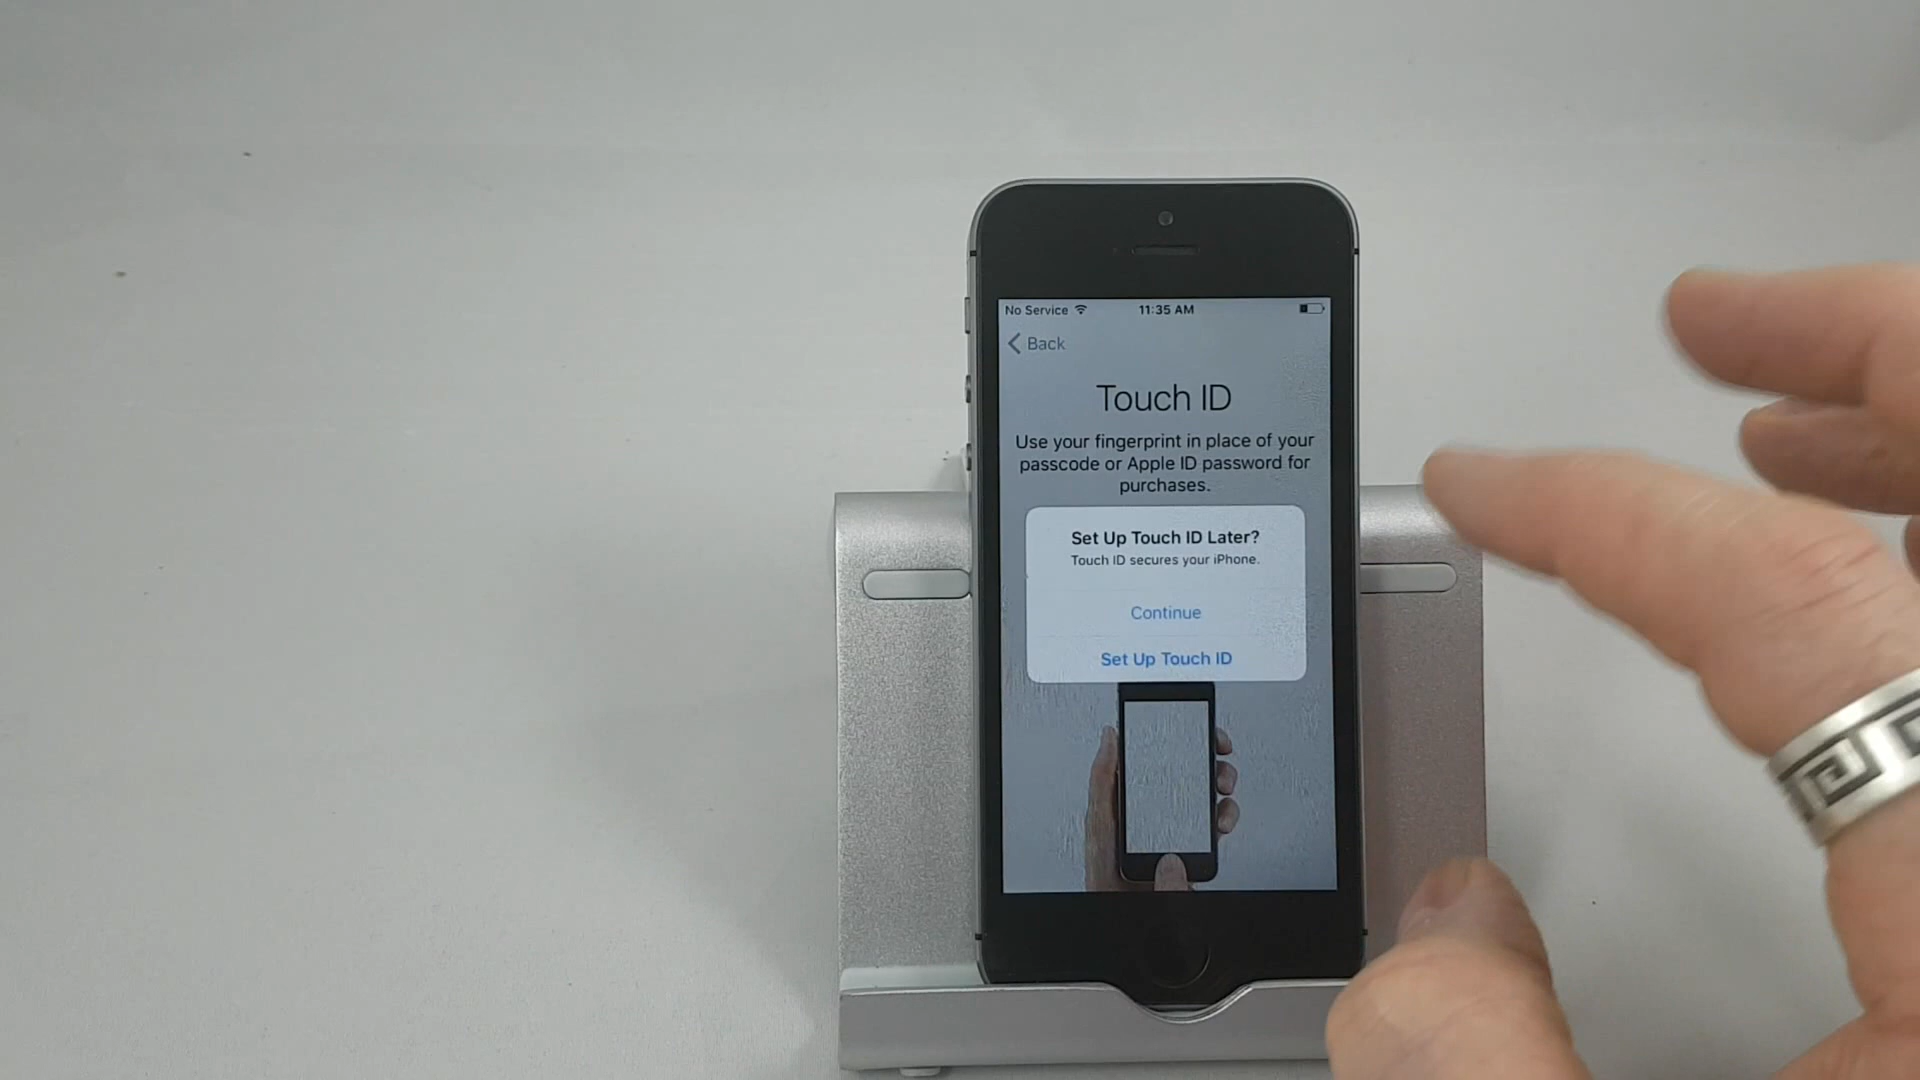 No Service 11:35 AM
Back
Touch ID
Use your fingerprint in place of your
passcode or Apple ID password for
purchases.
Set Up Touch ID Later?
Touch ID secures your iPhone.
Continue
Set Up Touch ID